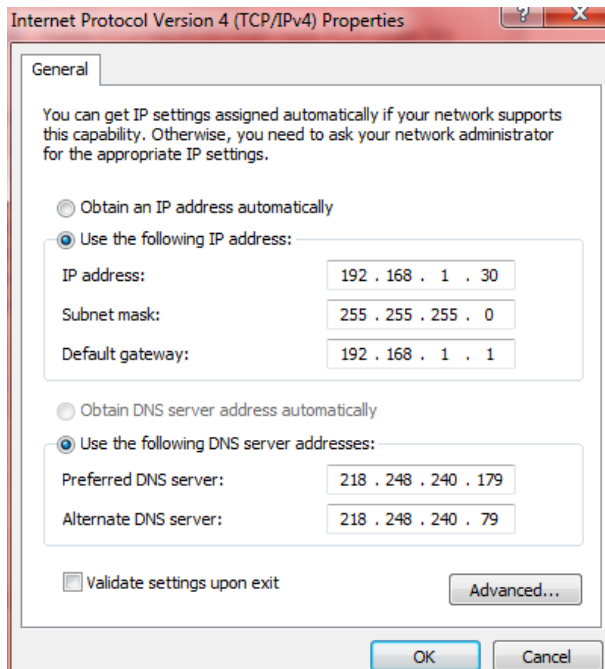 Internet Protocol Version 4 (TCP/IPv4) Properties
? X
General
You can get IP settings assigned automatically if your network supports
this capability. Otherwise, you need to ask your network administrator
for the appropriate IP settings.
Obtain an IP address automatically
Use the following IP address:
IP address: 192 . 168 . 1 . 30
Subnet mask: 255 . 255 . 255 . 0
Default gateway: 192 . 168 . 1 . 1
Obtain DNS server address automatically
Use the following DNS server addresses:
Preferred DNS server: 218 . 248 . 240 . 179
Alternate DNS server: 218 . 248 . 240 . 79
Validate settings upon exit
Advanced...
OK Cancel